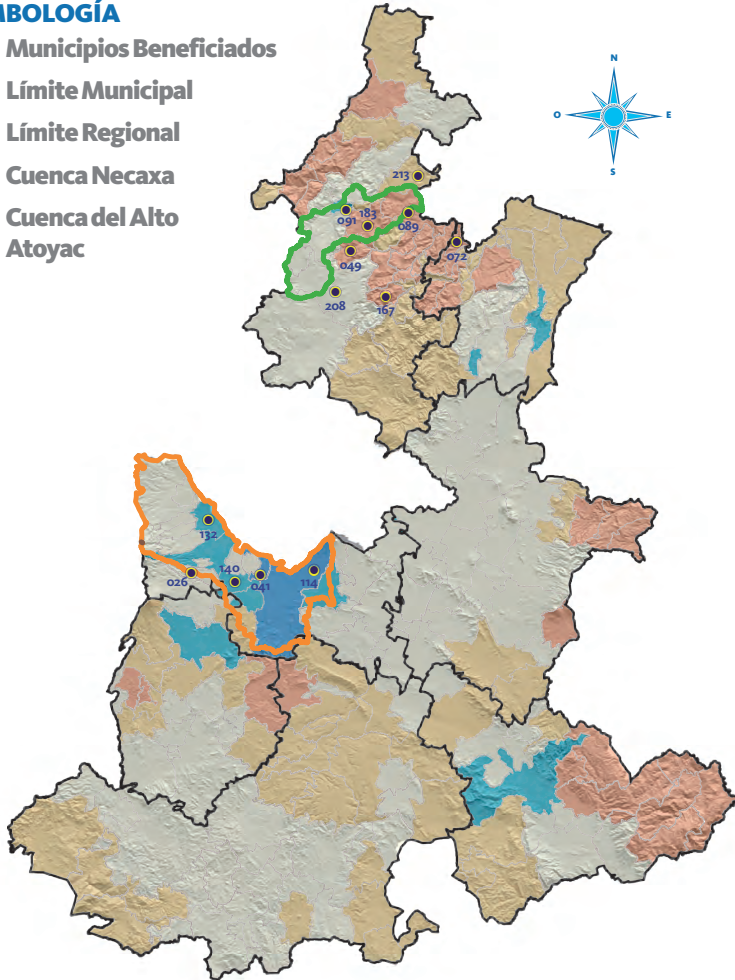 MBOLOGÍA
Municipios Beneficiados
Límite Municipal
Límite Regional
Cuenca Necaxa
Cuenca del Alto
Atoyac
N
O E
S
213
091 183 089
049 072
208 167
132
026 140 041 114